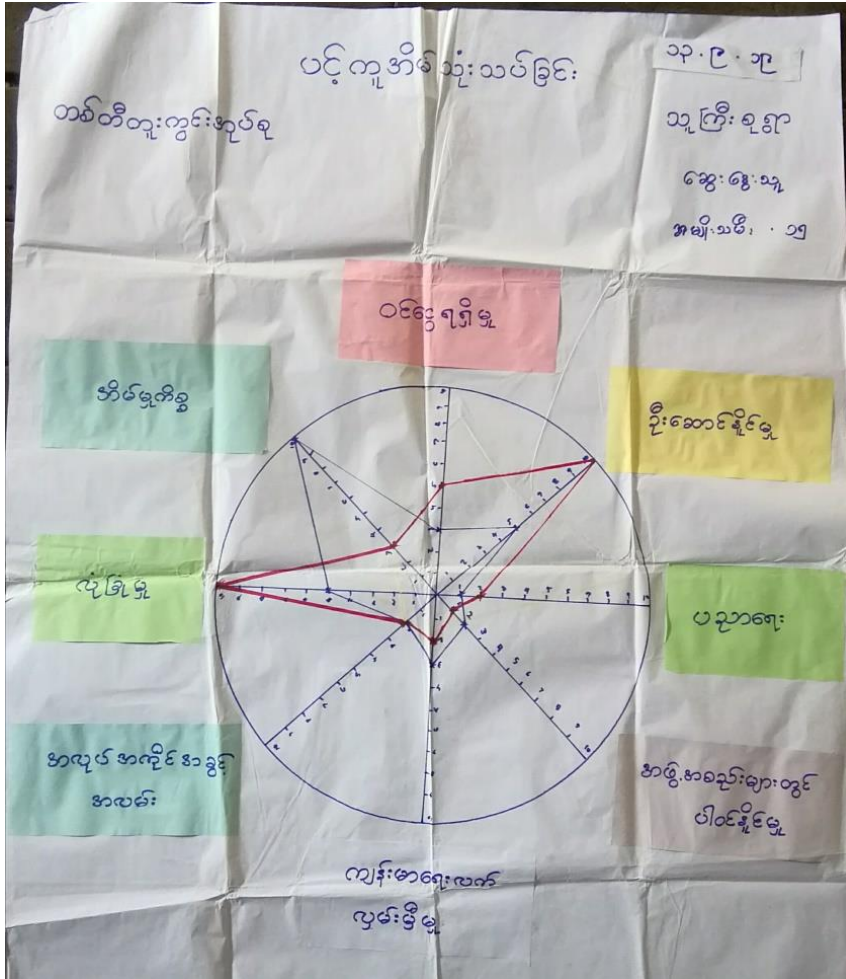 ပင့်ကူအိမ်သုံးသပ်ခြင်း
၁၃.၉.၁၉
တစ်တီတူးကွင်းအုပ်စု
သူကြီးစုရွာ
ဆွေးနွေးသူ
အမျိုးသမီး . ၁၅
ဝင်ငွေရရှိမှု
အိမ်မှုကိစ္စ
ဦးဆောင်နိုင်မှု
လုံခြုံမှု
ပညာရေး
အလုပ်အကိုင်အခွင့်
အလမ်း
အဖွဲ့အစည်းများတွင်
ပါဝင်နိုင်မှု
ကျန်းမာရေးလက်
လှမ်းမှီမှု